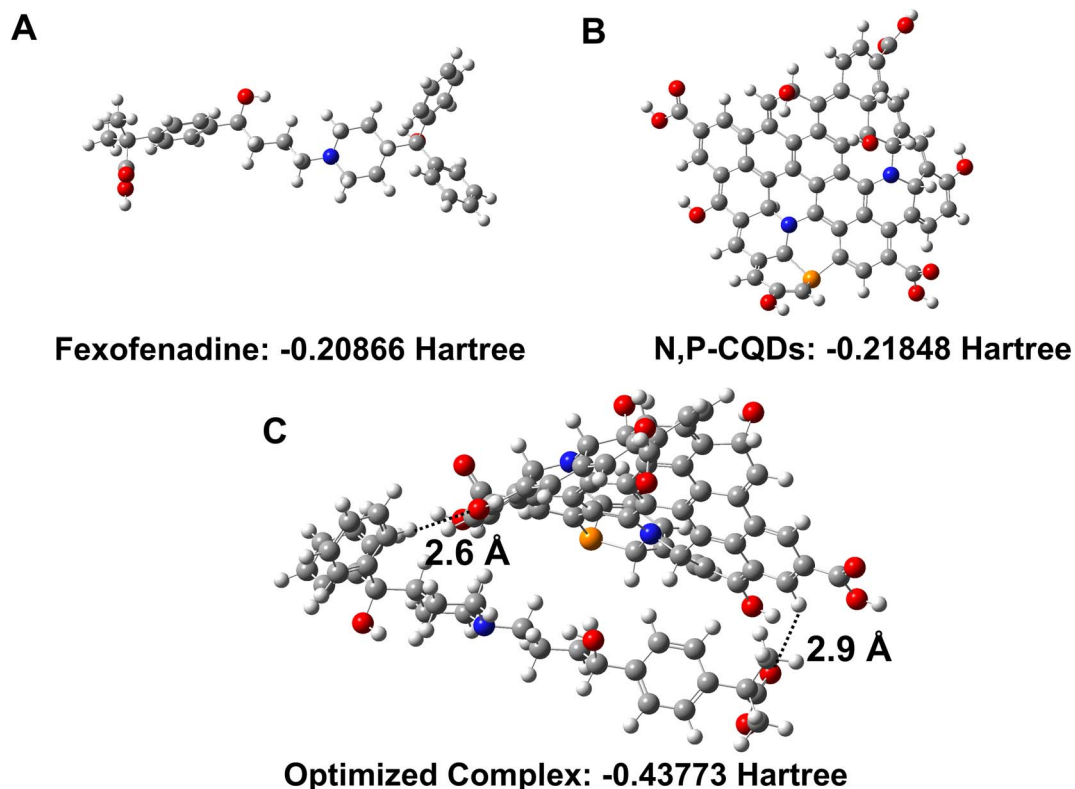 A
B
Fexofenadine: -0.20866 Hartree
N,P-CQDs: -0.21848 Hartree
C
2.6 Å
2.9 Å
Optimized Complex: -0.43773 Hartree